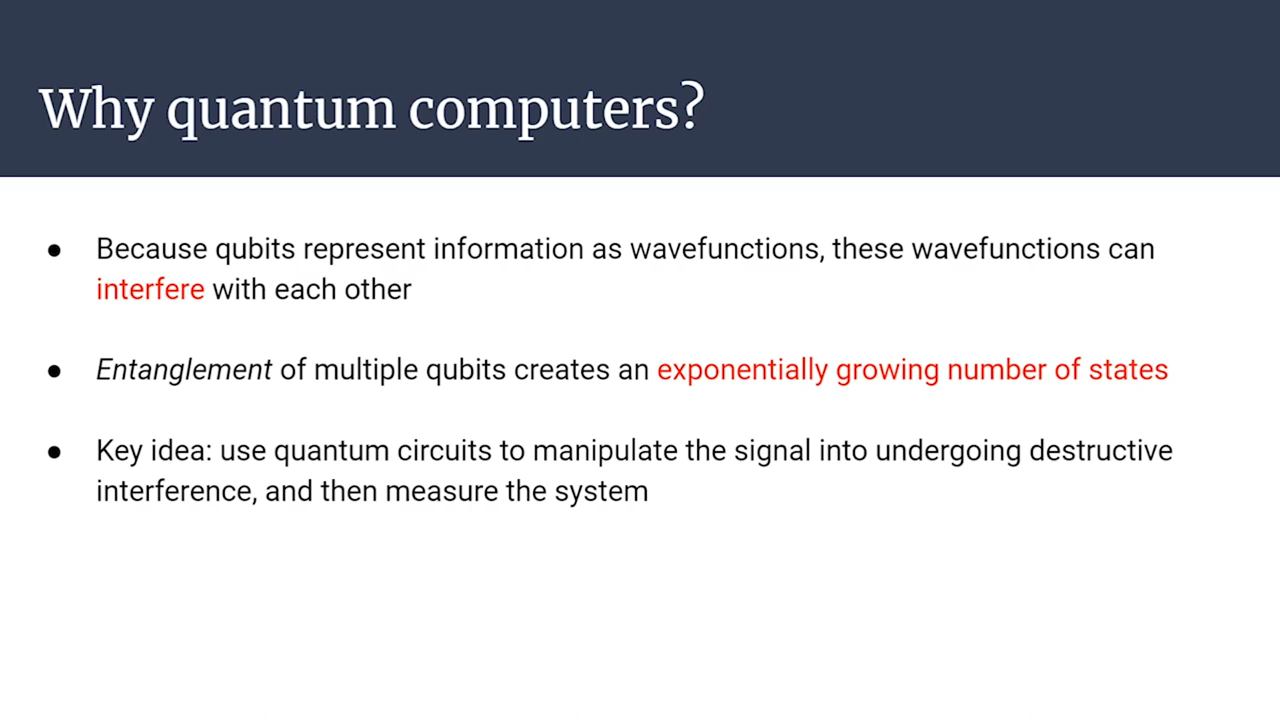 Why quantum computers?
● Because qubits represent information as wavefunctions, these wavefunctions can
interfere with each other
● Entanglement of multiple qubits creates an exponentially growing number of states
● Key idea: use quantum circuits to manipulate the signal into undergoing destructive
interference, and then measure the system